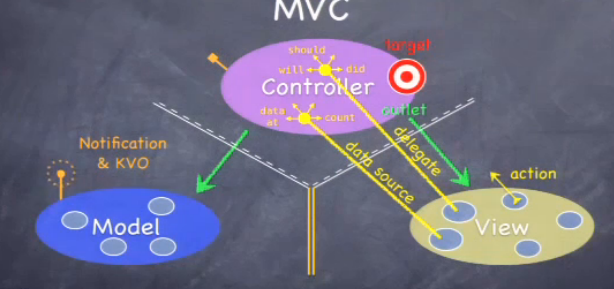 MVC
should
target
will
did
Controller
data
at
count
outlet
Notification
& KVO
delegate
data source
action
Model
View